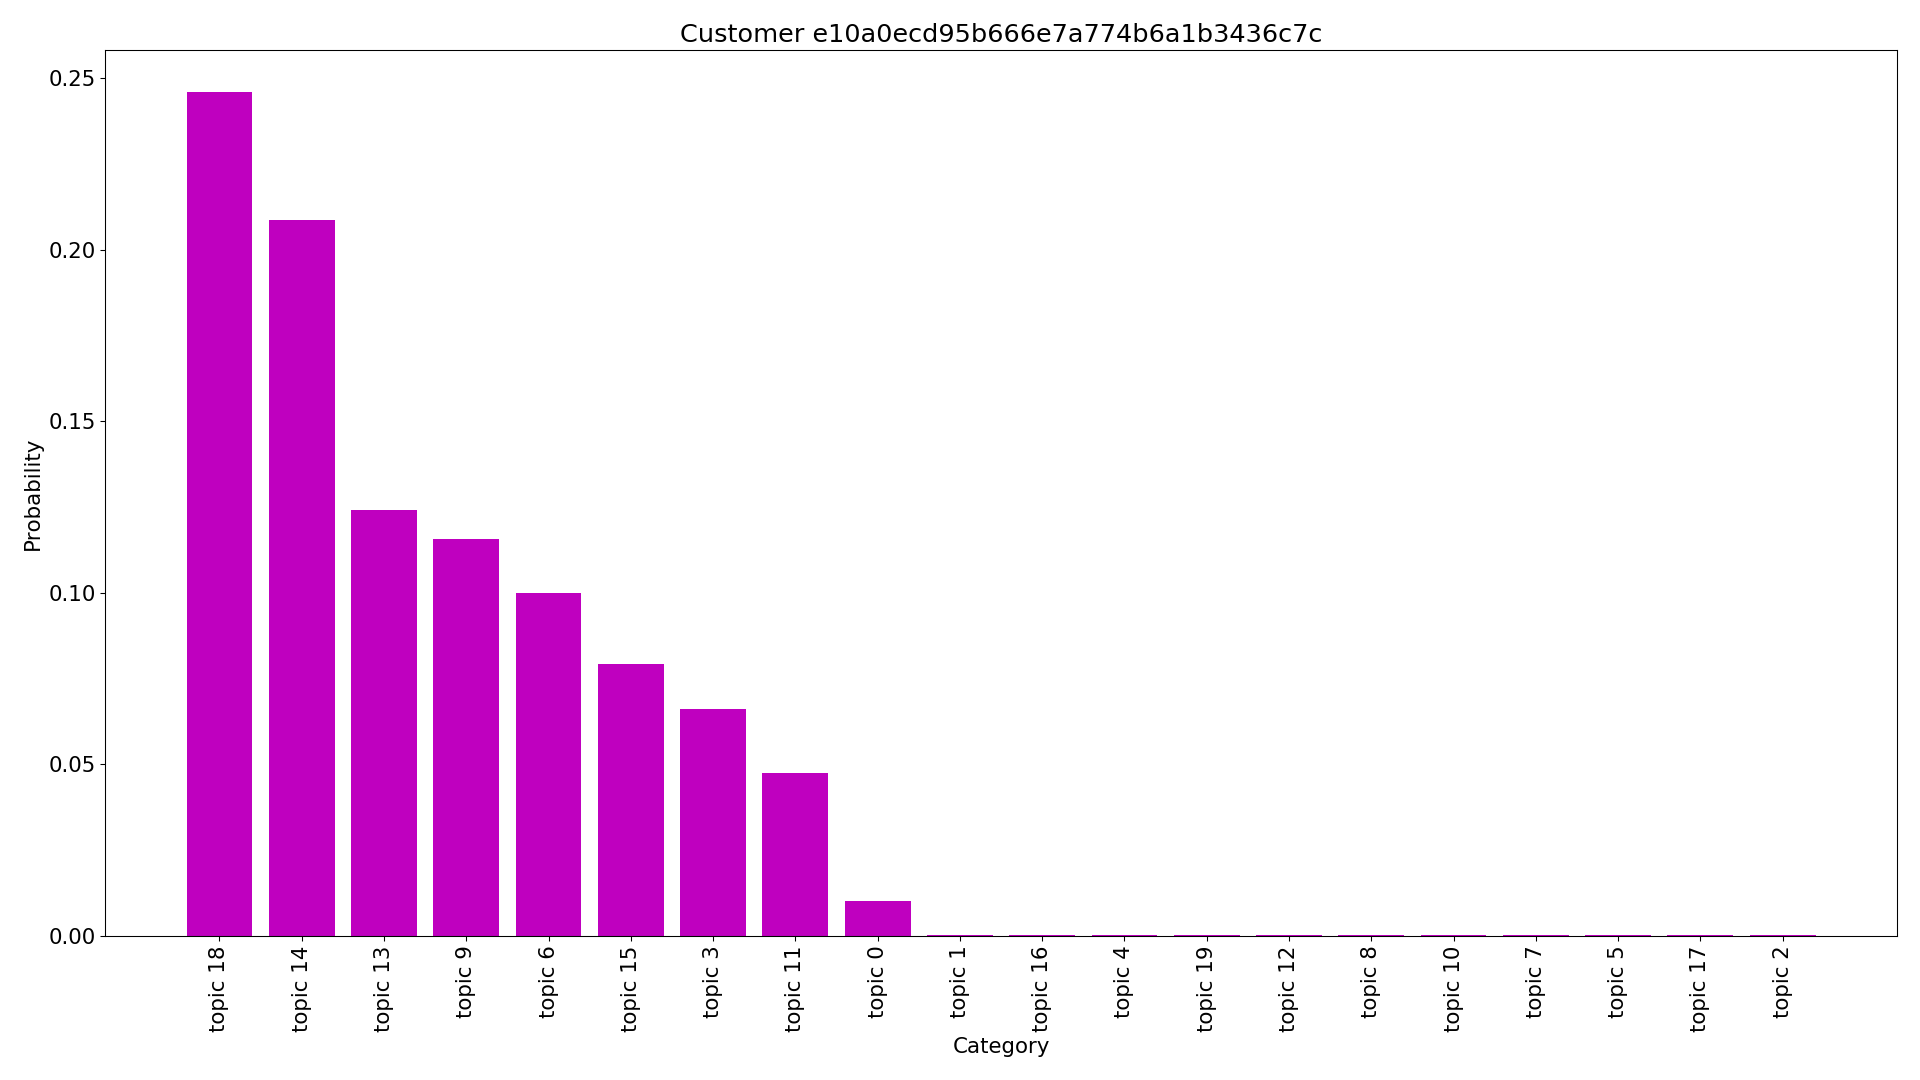 Customer e10a0ecd95b666e7a774b6a1b3436c7c
0.25
0.20
0.15
0.10
0.05
0.00
Probability
topic 18
topic 14
topic 13
topic 9
topic 6
topic 15
topic 3
topic 11
topic 0
topic 1
topic 16
topic 4
topic 19
topic 12
topic 8
topic 10
topic 7
topic 5
topic 17
topic 2
Category